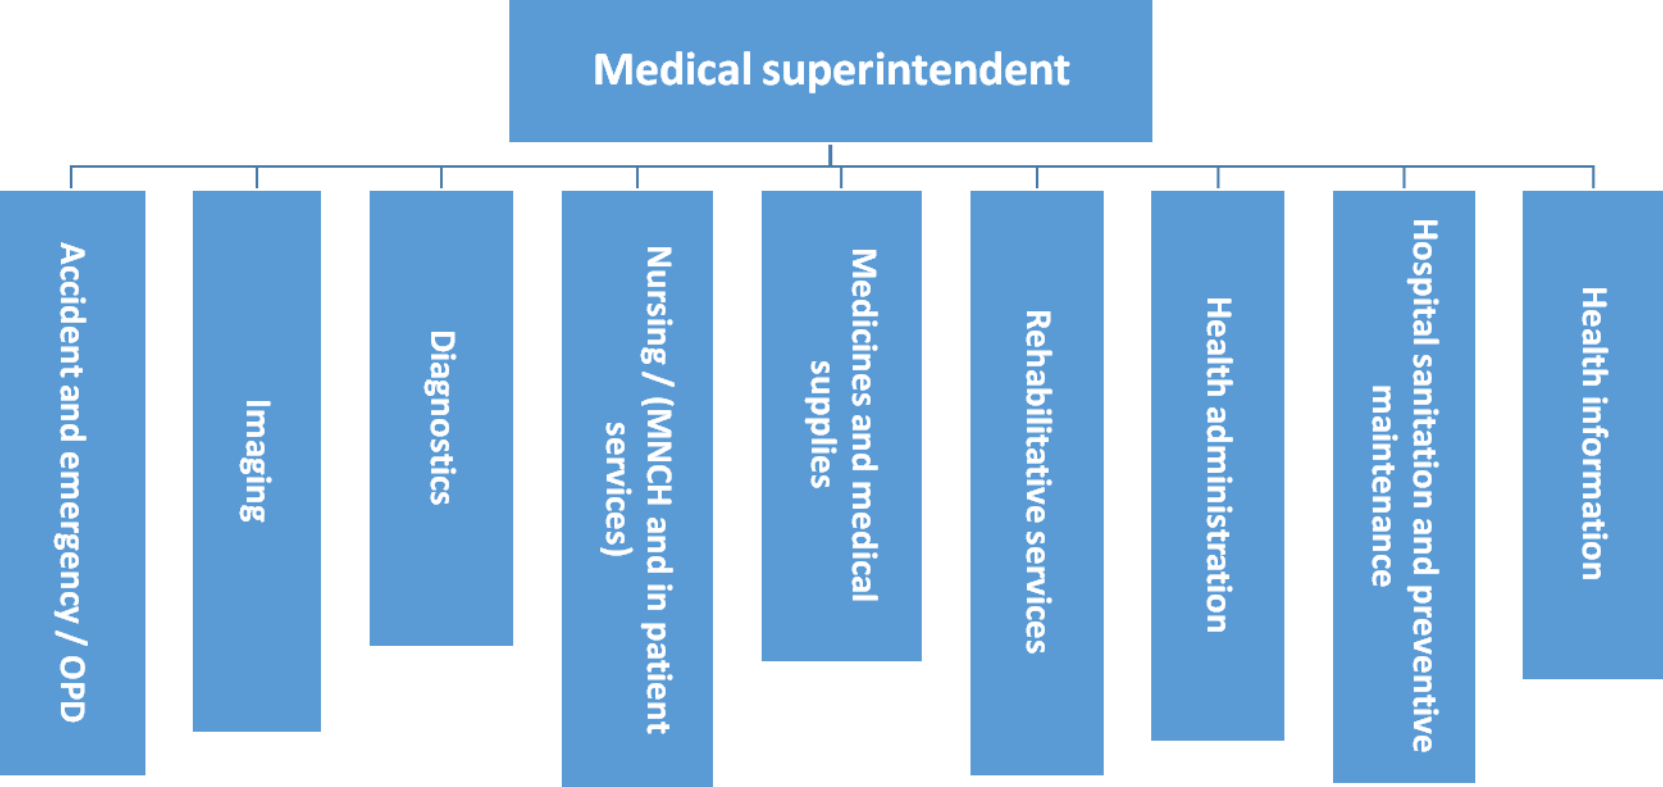 Medical superintendent
Accident and emergency / OPD
Imaging
Diagnostics
Nursing / (MNCH and in patient
services)
Medicines and medical
supplies
Rehabilitative services
Health administration
Hospital sanitation and preventive
maintenance
Health information